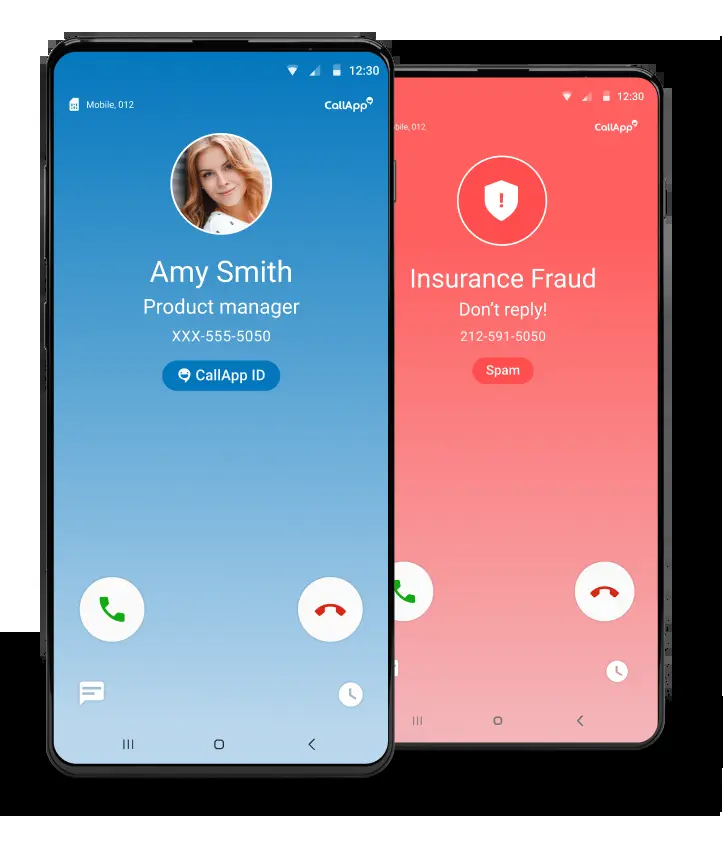 12:30
Mobile, 012
CallApp
Amy Smith
Product manager
XXX-555-5050
CallApp ID
12:30
bile, 012
CallApp
Insurance Fraud
Don't reply!
212-591-5050
Spam